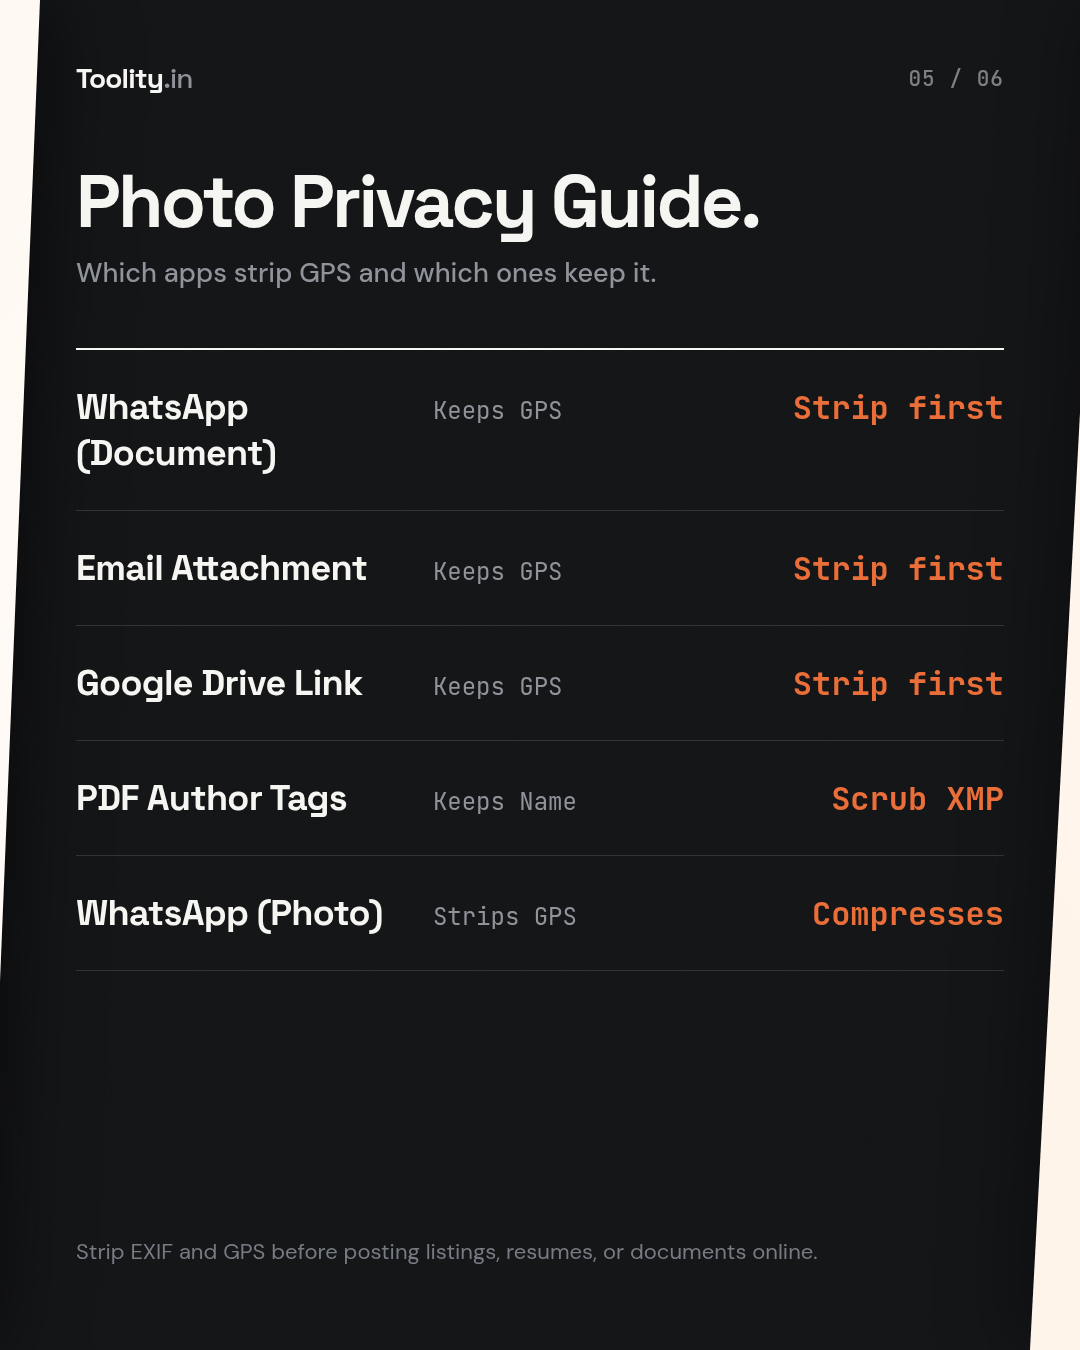 Toolity.in
05 / 06
Photo Privacy Guide.
Which apps strip GPS and which ones keep it.
WhatsApp (Document)
Keeps GPS
Strip first
Email Attachment
Keeps GPS
Strip first
Google Drive Link
Keeps GPS
Strip first
PDF Author Tags
Keeps Name
Scrub XMP
WhatsApp (Photo)
Strips GPS
Compresses
Strip EXIF and GPS before posting listings, resumes, or documents online.